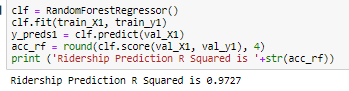 clf = RandomForestRegressor()
clf.fit(train_X1, train_y1)
y_preds1 = clf.predict(val_X1)
acc_rf = round(clf.score(val_X1, val_y1), 4)
print ('Ridership Prediction R Squared is '+str(acc_rf))
Ridership Prediction R Squared is 0.9727